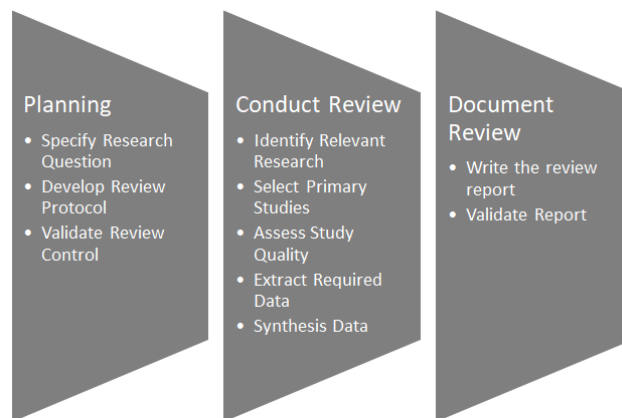 Planning
• Specify Research
Question
• Develop Review
Protocol
• Validate Review
Control
Conduct Review
• Identify Relevant
Research
• Select Primary
Studies
• Assess Study
Quality
• Extract Required
Data
• Synthesis Data
Document
Review
• Write the review
report
• Validate Report